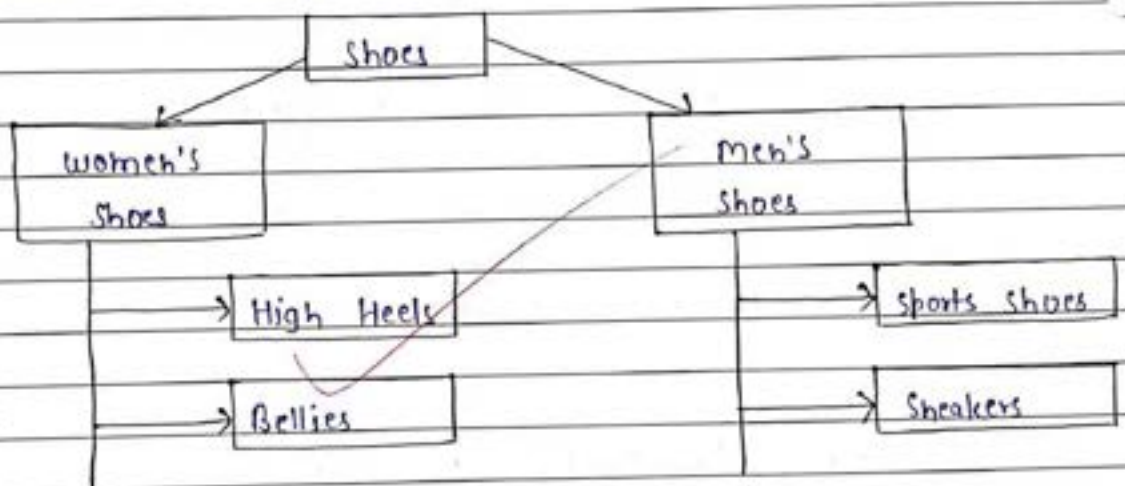 Shoes
women's
Shoes
Men's
Shoes
High Heels
Bellies
Sports Shoes
Sneakers